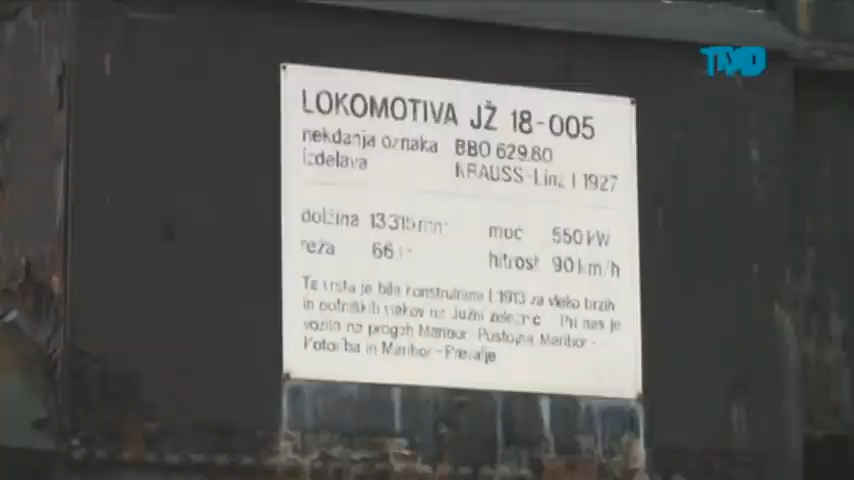 LOKOMOTIVA JŽ 18-005
nekdanja oznaka BBO 629.80
izdelava KRAUSS-Linz l 1927
dolžina 13315mm moč 550 kW
teža 66 t hitrost 90 km/h
Ta vrsta je bila konstruirana l 1913 za vleko brzih
in potniških vlakov na Južni železnici Pri nas je
vozila na progah Maribor-Postojna, Maribor-
Kotoriba in Maribor-Prevalje